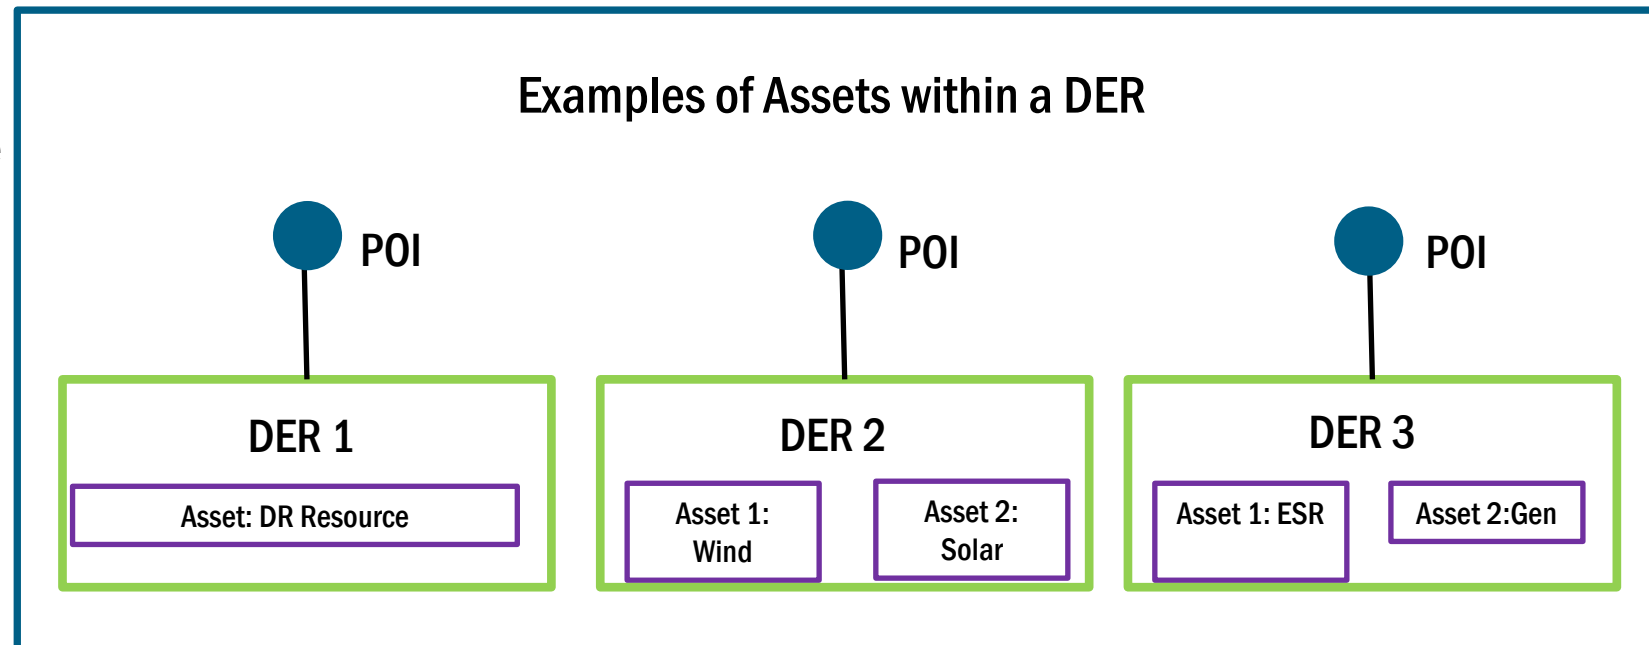 Examples of Assets within a DER
POI
POI
POI
DER 1
DER 2
DER 3
Asset: DR Resource
Asset 1:
Wind
Asset 2:
Solar
Asset 1: ESR
Asset 2:Gen